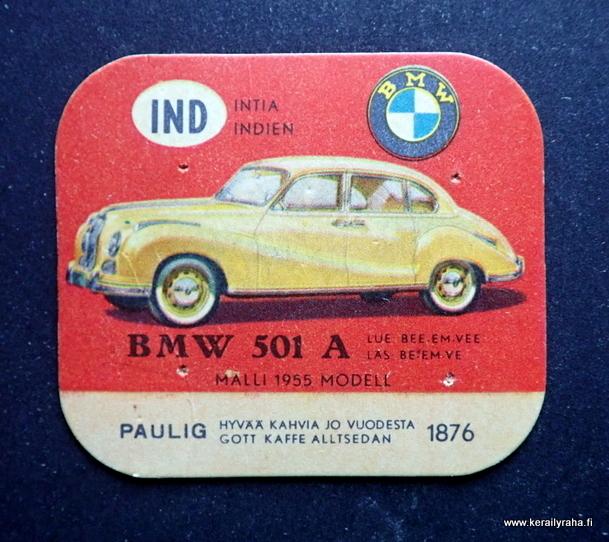 IND
INTIA
INDIEN
BMW
BMW 501 A
LUE BEE-EM-VEE
LÄS BE-EM-VE
MALLI 1955 MODELL
PAULIG
HYVÄÄ KAHVIA JO VUODESTA
GOTT KAFFE ALLTSEDAN
1876
www.kerailyraha.fi